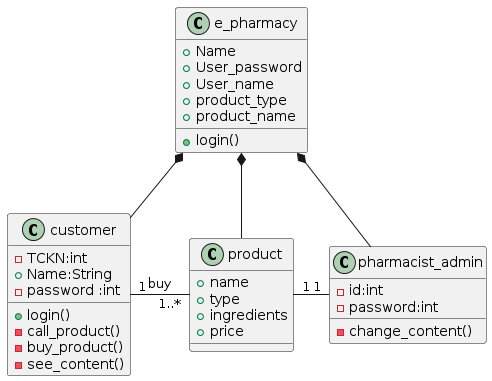 C e_pharmacy
Name
User_password
User_name
product_type
product_name
login()
C customer
TCKN:int
Name:String
password :int
login()
call_product()
buy_product()
see_content()
1 buy
1..*
C product
name
type
ingredients
price
1 1
C pharmacist_admin
id:int
password:int
change_content()